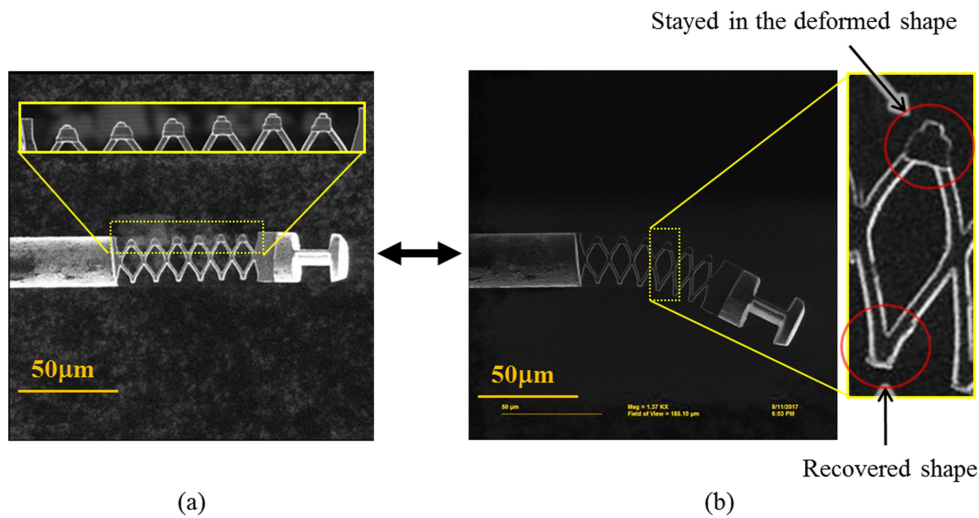 Stayed in the deformed shape
50μm
50μm
50 μm
Mag = 1.37 KX
Field of View = 185.10 μm
8/11/2017
6:03 PM
Recovered shape
(a)
(b)